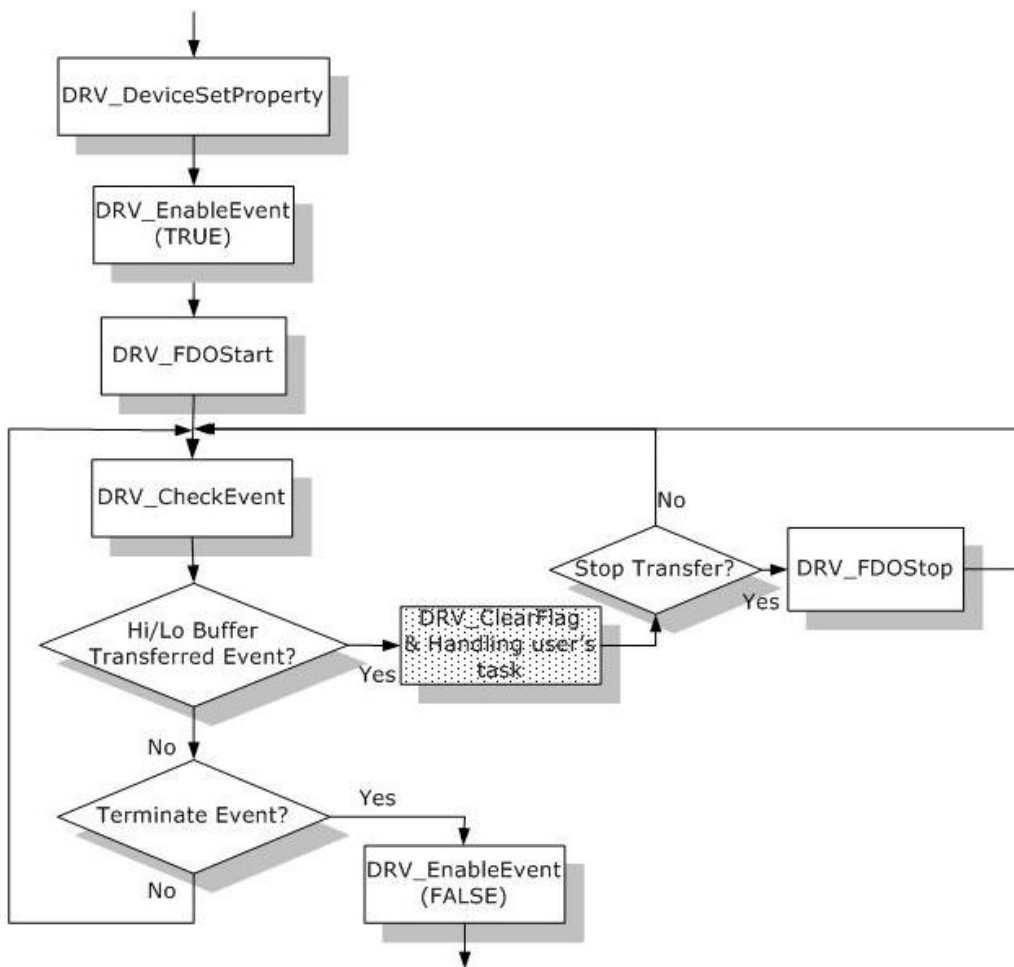 DRV_DeviceSetProperty
DRV_EnableEvent
(TRUE)
DRV_FDOStart
DRV_CheckEvent
No
Stop Transfer?
Yes
DRV_FDOStop
Hi/Lo Buffer
Transferred Event?
Yes
DRV_ClearFlag
& Handling user's
task
No
Terminate Event?
Yes
No
DRV_EnableEvent
(FALSE)